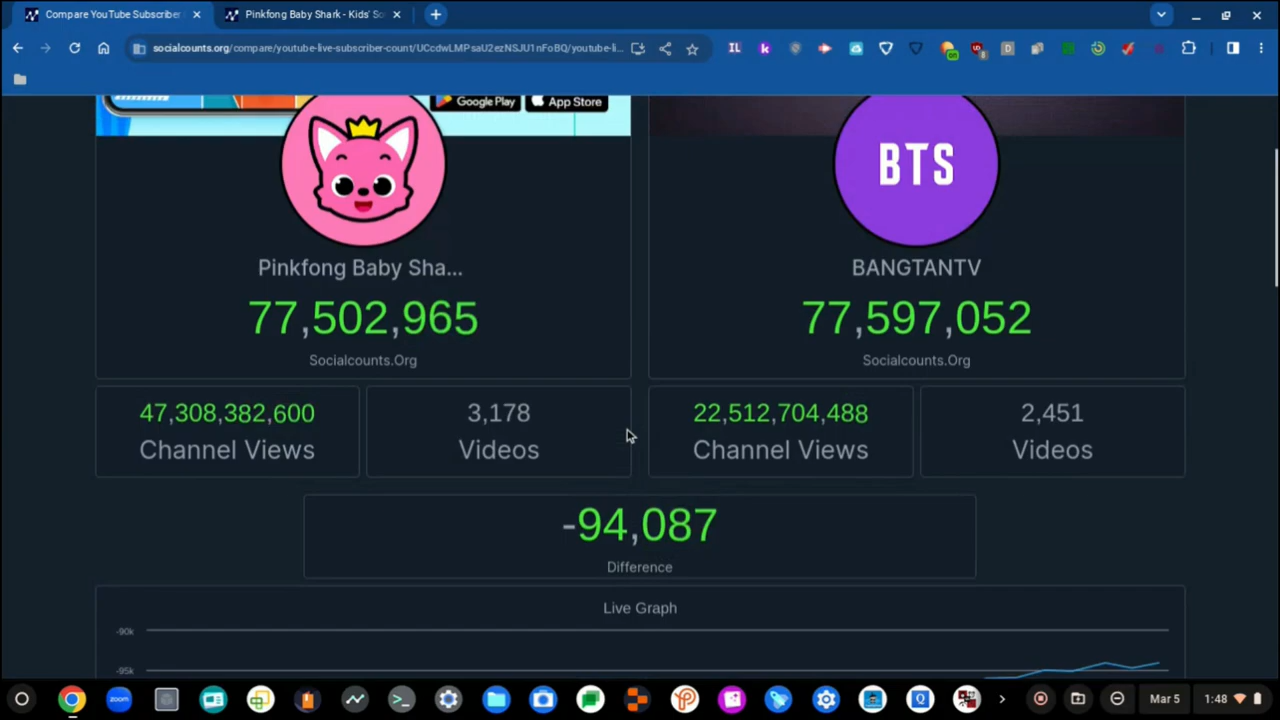 Compare YouTube Subscriber
Pinkfong Baby Shark - Kids' So
socialcounts.org/compare/youtube-live-subscriber-count/UCcdwLMPsaU2ezNSJU1nFoBQ/youtube-li...
Google Play
App Store
BTS
Pinkfong Baby Sha...
BANGTANTV
77,502,965
77,597,052
Socialcounts.Org
Socialcounts.Org
47,308,382,600
3,178
22,512,704,488
2,451
Channel Views
Videos
Channel Views
Videos
-94,087
Difference
Live Graph
-90k
-95k
zoom
Mar 5
1:48